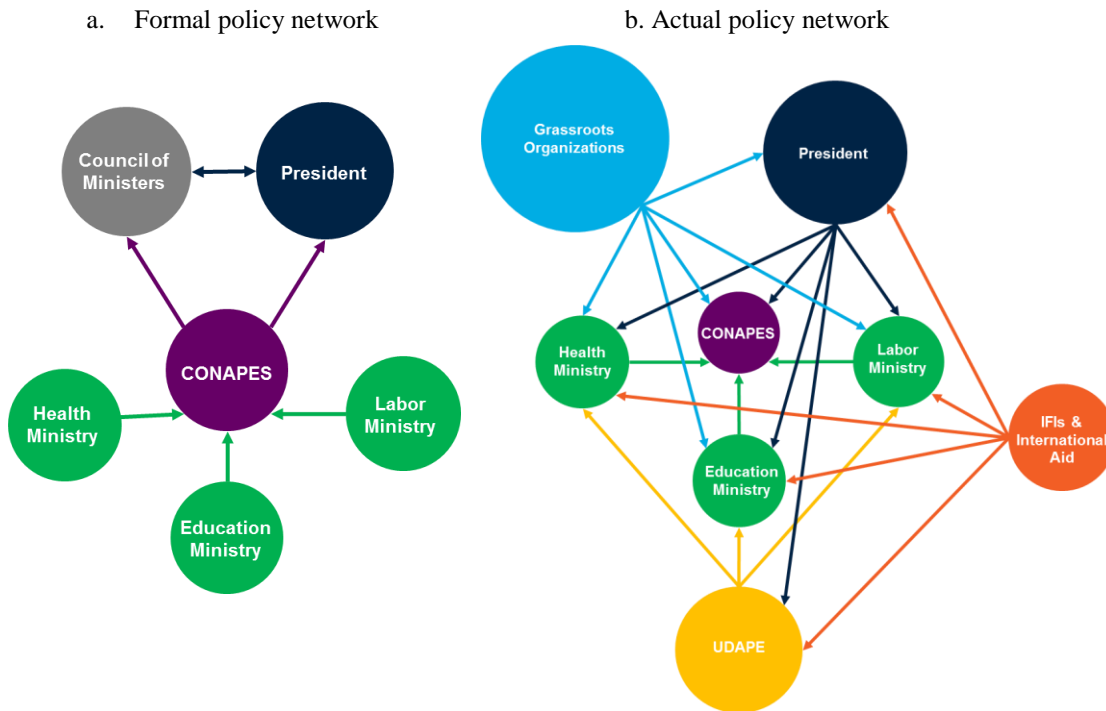 a. Formal policy network
Council of
Ministers
President
CONAPES
Health
Ministry
Labor
Ministry
Education
Ministry
b. Actual policy network
Grassroots
Organizations
President
CONAPES
Health
Ministry
Labor
Ministry
IFIs &
International
Aid
Education
Ministry
UDAPE